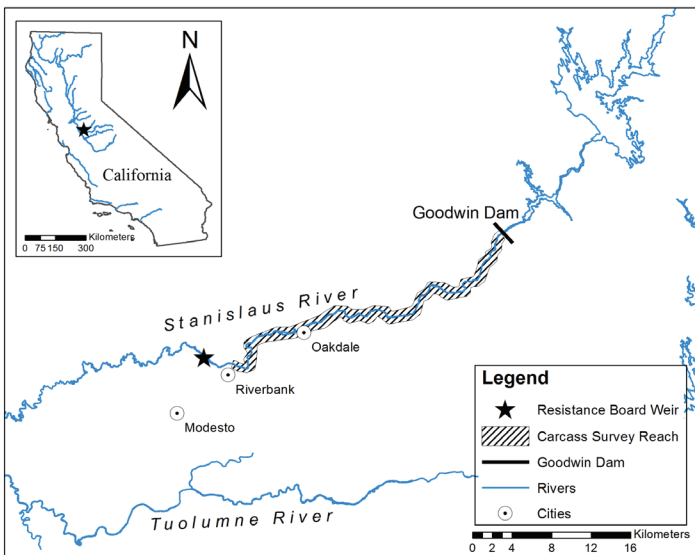 N
California
Kilometers
0 75 150 300
Goodwin Dam
Stanislaus River
Oakdale
Riverbank
Modesto
Tuolumne River
Legend
Resistance Board Weir
Carcass Survey Reach
Goodwin Dam
Rivers
Cities
Kilometers
0 2 4 8 12 16